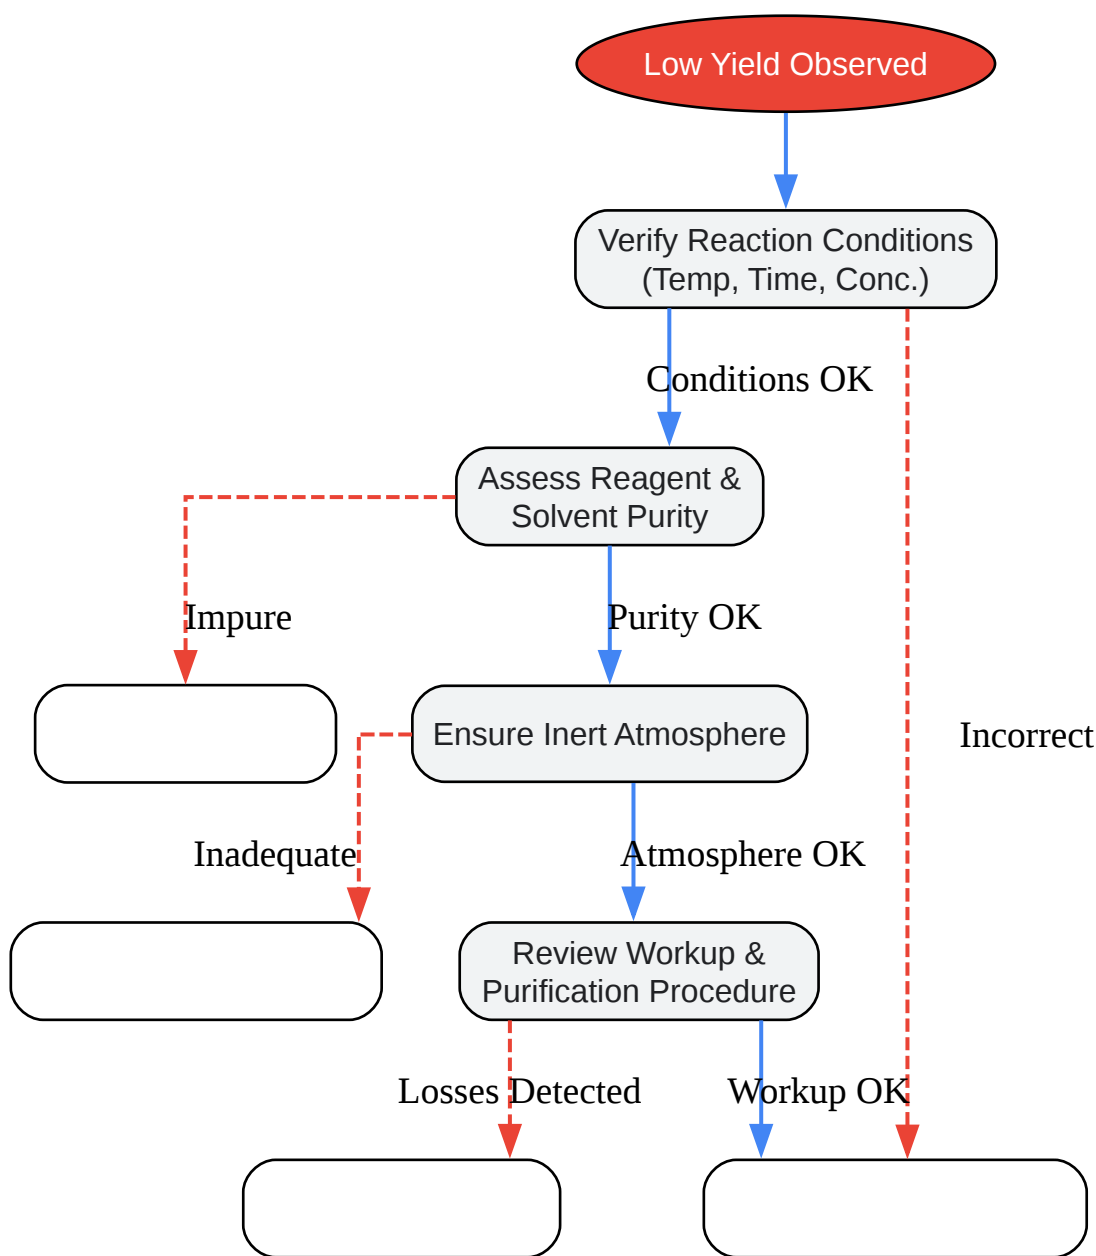 Low Yield Observed
Verify Reaction Conditions
(Temp, Time, Conc.)
Conditions OK
Assess Reagent &
Solvent Purity
Impure
Purity OK
Ensure Inert Atmosphere
Incorrect
Inadequate
Atmosphere OK
Review Workup &
Purification Procedure
Losses Detected
Workup OK